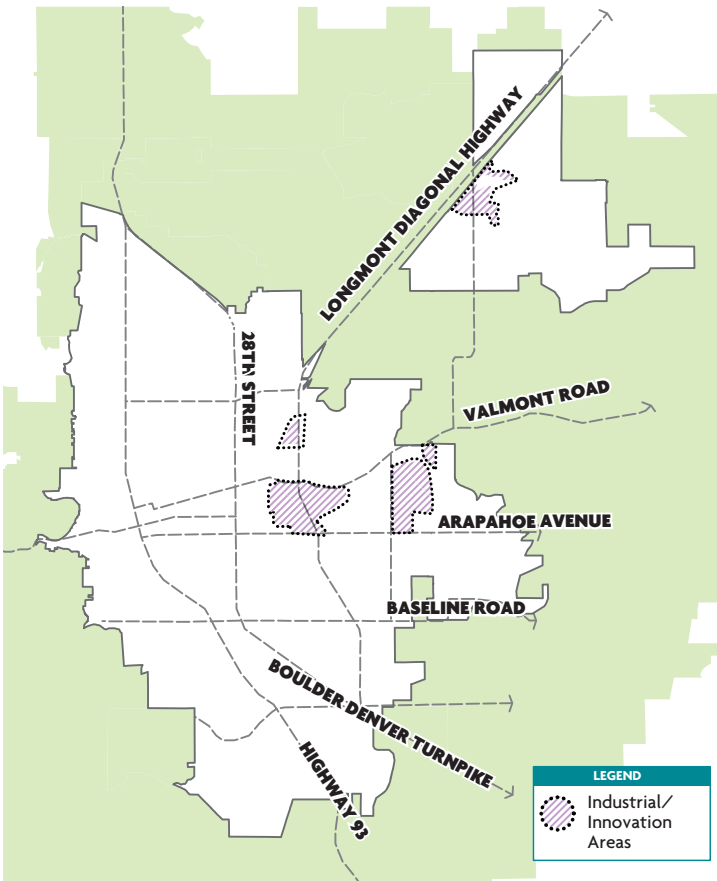 LONGMONT DIAGONAL HIGHWAY
28TH STREET
VALMONT ROAD
ARAPAHOE AVENUE
BASELINE ROAD
BOULDER DENVER TURNPIKE
HIGHWAY 93
LEGEND
Industrial/
Innovation
Areas